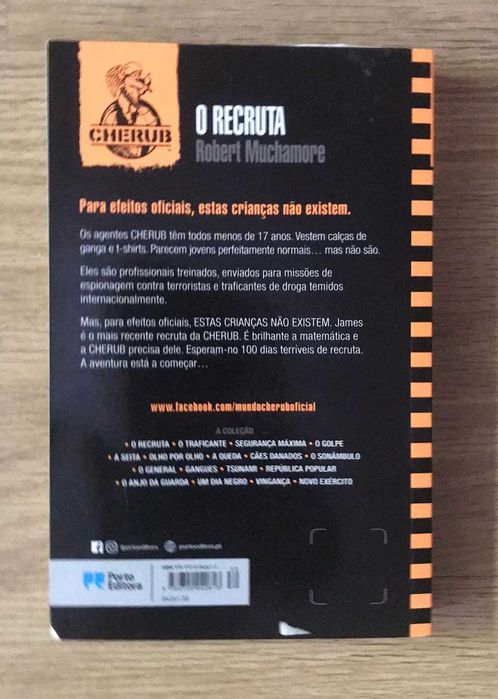 CHERUB
O RECRUTA
Robert Muchamore
Para efeitos oficiais, estas crianças não existem.
Os agentes CHERUB têm todos menos de 17 anos. Vestem calças de
ganga e t-shirts. Parecem jovens perfeitamente normais… mas não são.
Eles são profissionais treinados, enviados para missões de
espionagem contra terroristas e traficantes de droga temidos
internacionalmente.
Mas, para efeitos oficiais, ESTAS CRIANÇAS NÃO EXISTEM. James
é o mais recente recruta da CHERUB. É brilhante a matemática e
a CHERUB precisa dele. Esperam-no 100 dias terríveis de recruta.
A aventura está a começar…
www.facebook.com/mundocheruboficial
A COLEÇÃO
• O RECRUTA • O TRAFICANTE • SEGURANÇA MÁXIMA • O GOLPE
• A SEITA • OLHO POR OLHO • A QUEDA • CÃES DANADOS • O SONÂMBULO
• O GENERAL • GANGUES • TSUNAMI • REPÚBLICA POPULAR
• O ANJO DA GUARDA • UM DIA NEGRO • VINGANÇA • NOVO EXÉRCITO
Porto
Editora